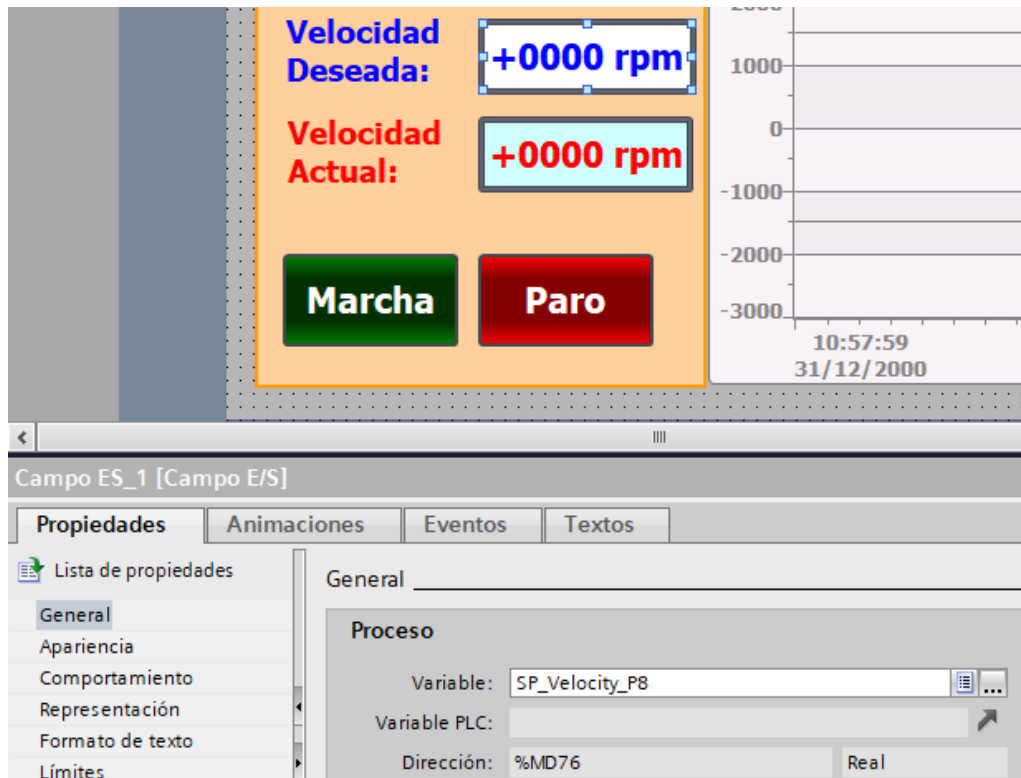 Velocidad
Deseada:
+0000 rpm
Velocidad
Actual:
+0000 rpm
Marcha
Paro
1000
0
-1000
-2000
-3000
10:57:59
31/12/2000
Campo ES_1 [Campo E/S]
Propiedades Animaciones Eventos Textos
Lista de propiedades
General
Apariencia
Comportamiento
Representación
Formato de texto
Límites
General
Proceso
Variable: SP_Velocity_P8
...
Variable PLC:
Dirección: %MD76 Real